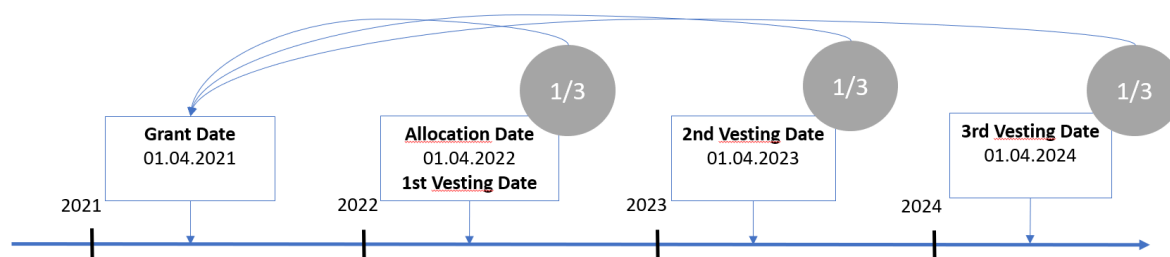 1/3
1/3
1/3
Grant Date
01.04.2021
Allocation Date
01.04.2022
1st Vesting Date
2nd Vesting Date
01.04.2023
3rd Vesting Date
01.04.2024
2021
2022
2023
2024